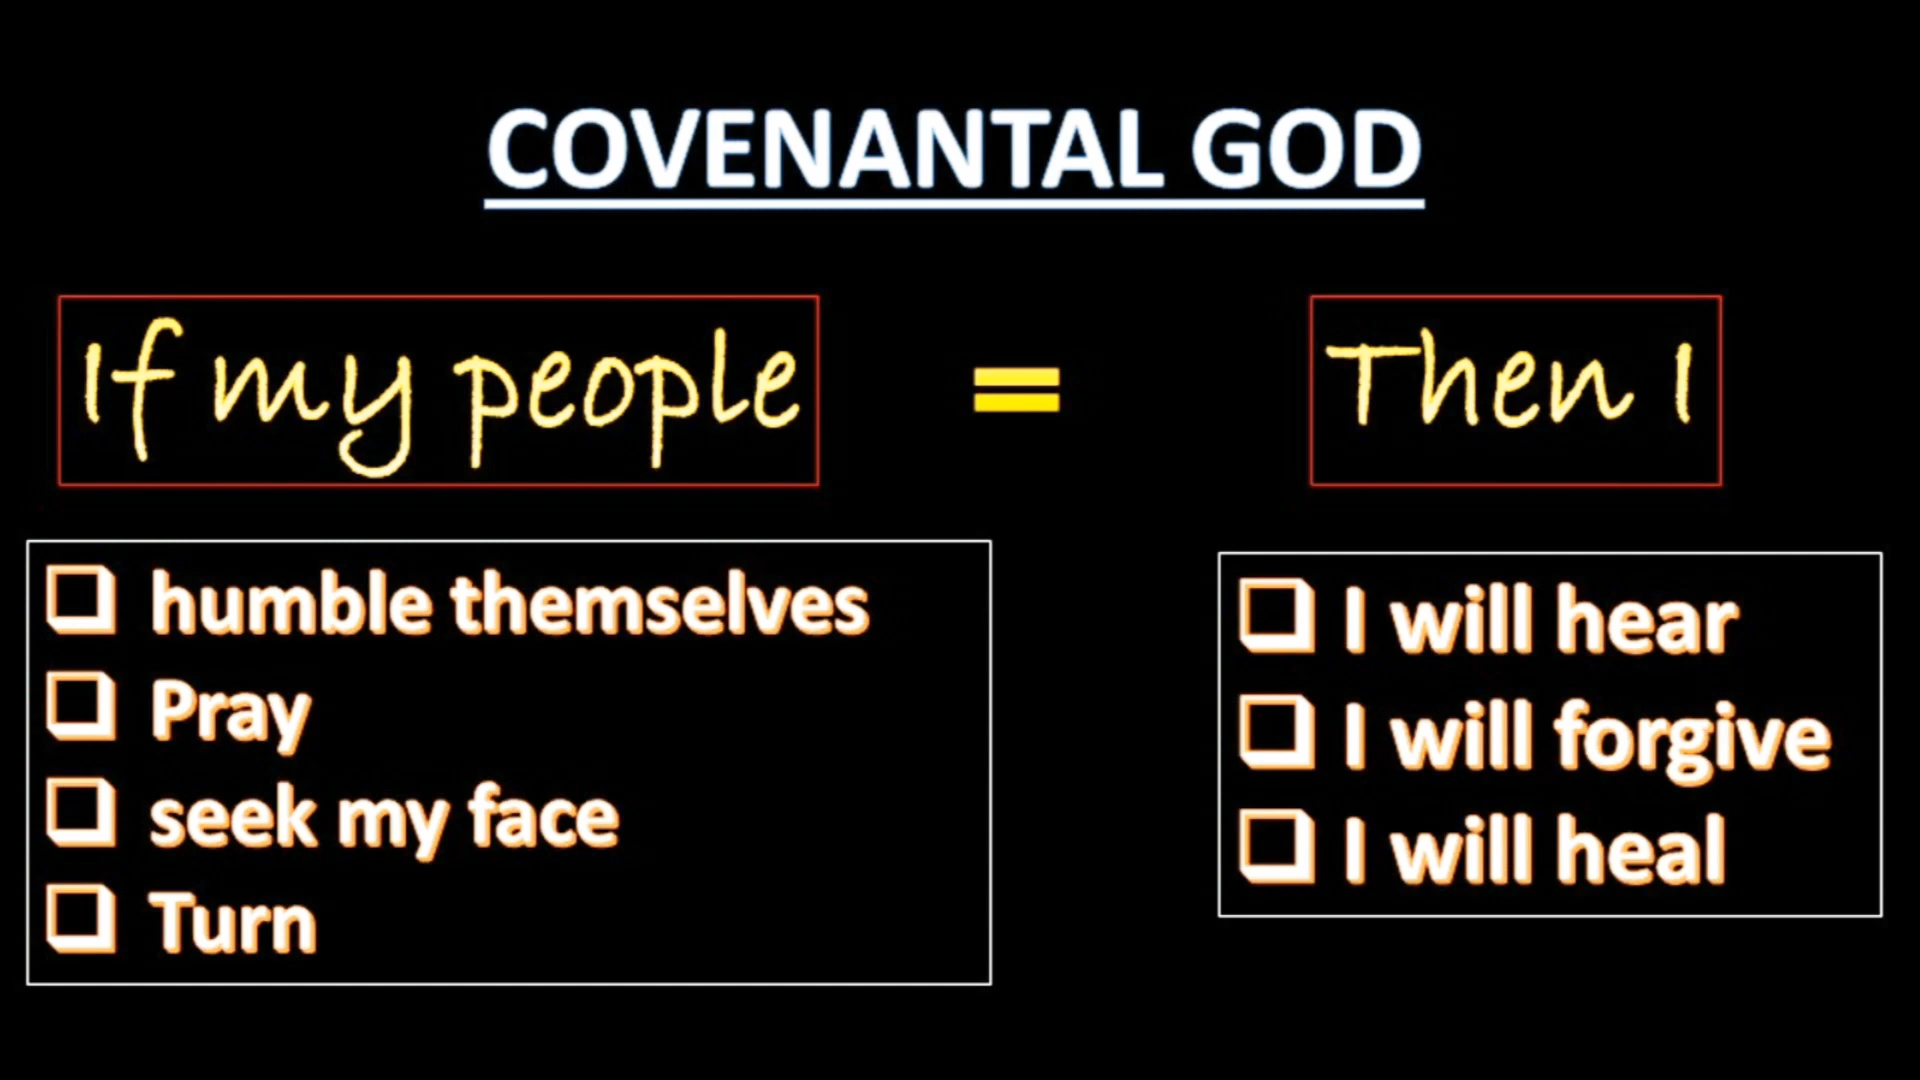 COVENANTAL GOD
If my people = Then I
humble themselves
Pray
seek my face
Turn
I will hear
I will forgive
I will heal